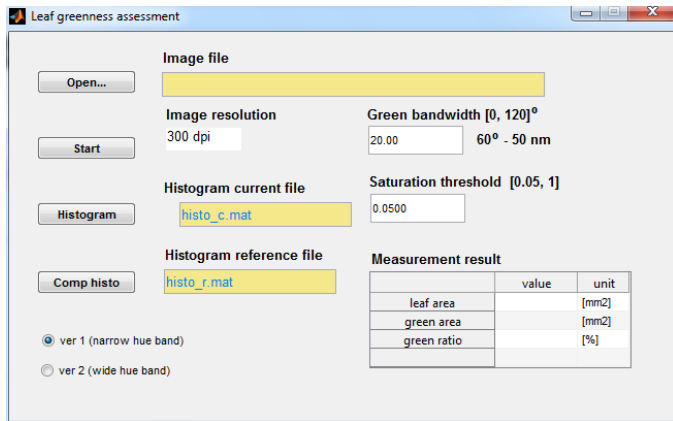 Leaf greenness assessment
Image file
Open...
Image resolution
Green bandwidth [0, 120]º
300 dpi
20.00
60º - 50 nm
Start
Histogram current file
Saturation threshold [0.05, 1]
Histogram
histo_c.mat
0.0500
Histogram reference file
Measurement result
Comp histo
histo_r.mat
value unit
leaf area [mm2]
green area [mm2]
green ratio [%]
ver 1 (narrow hue band)
ver 2 (wide hue band)